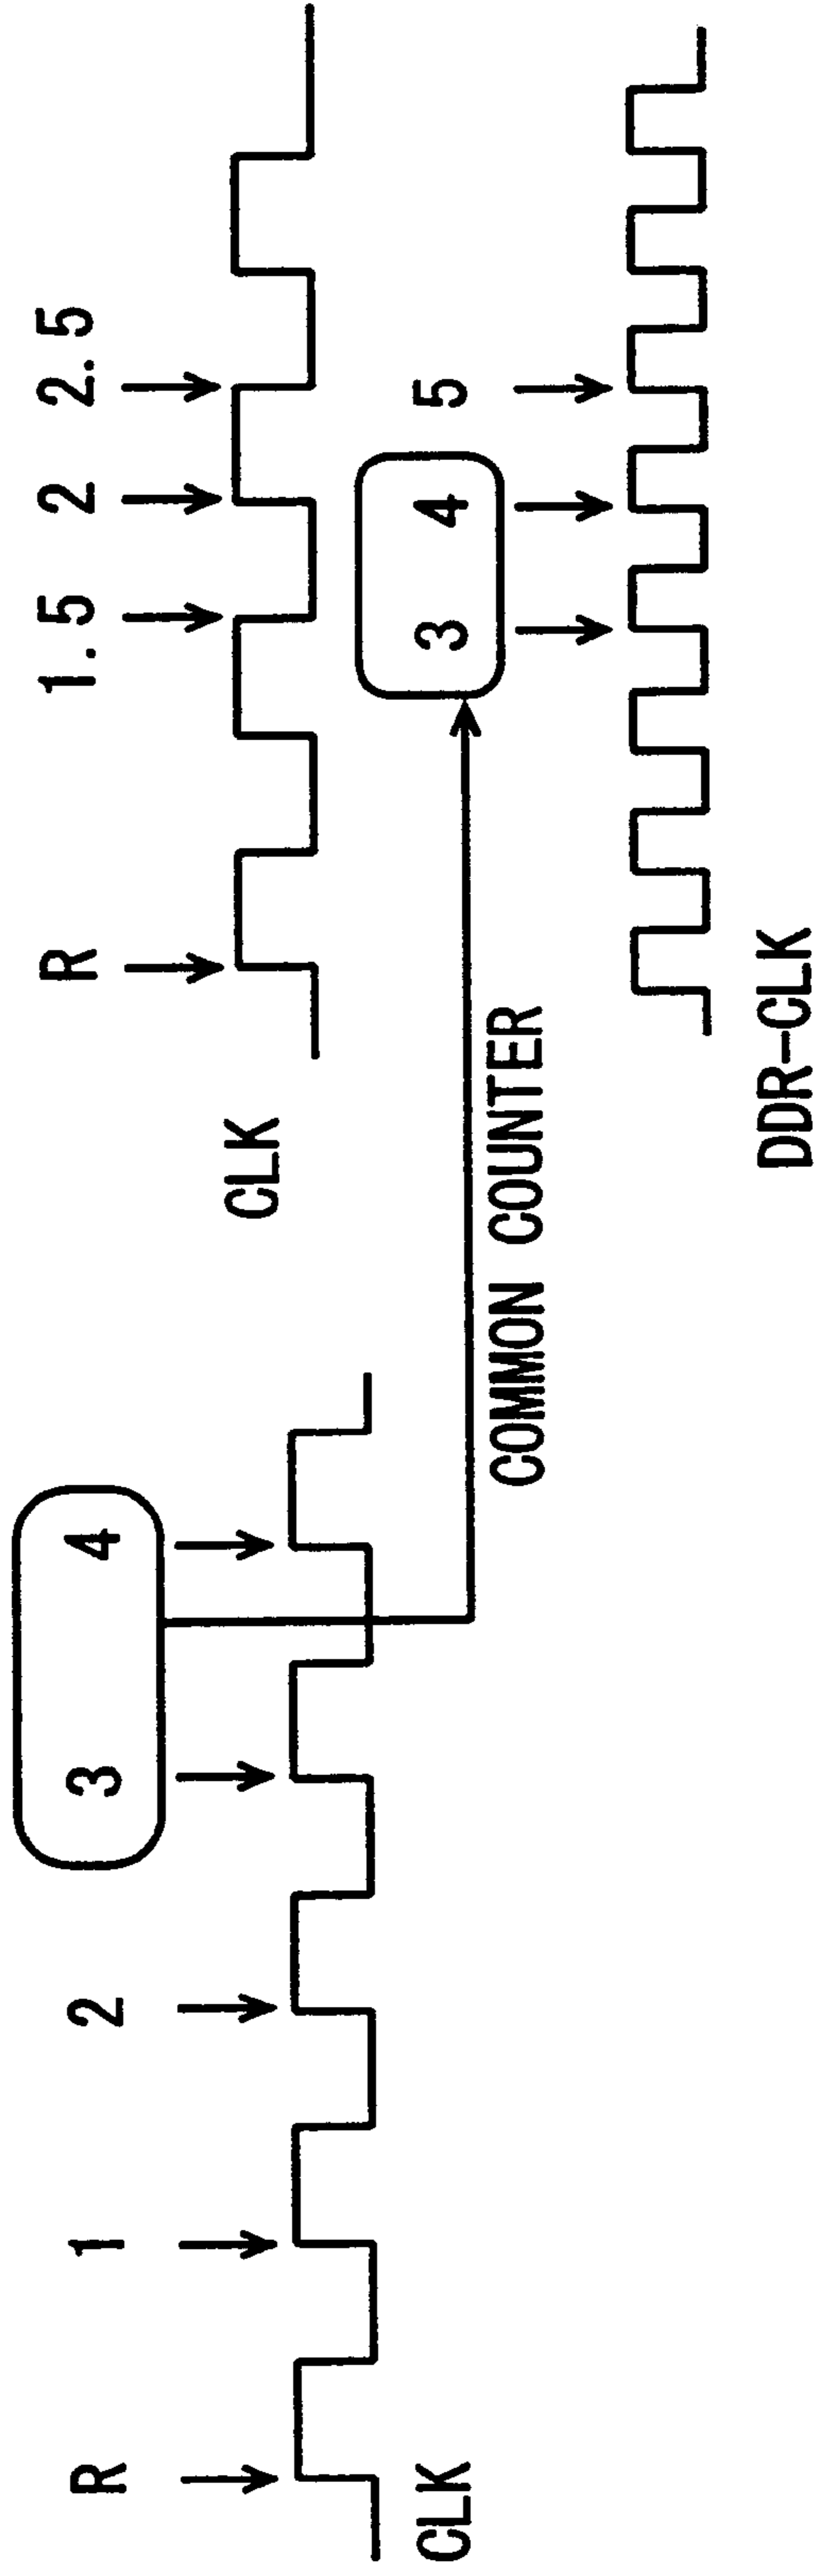 R 1 2 3 4
CLK
COMMON COUNTER
R 1.5 2 2.5
CLK
3 4 5
DDR-CLK